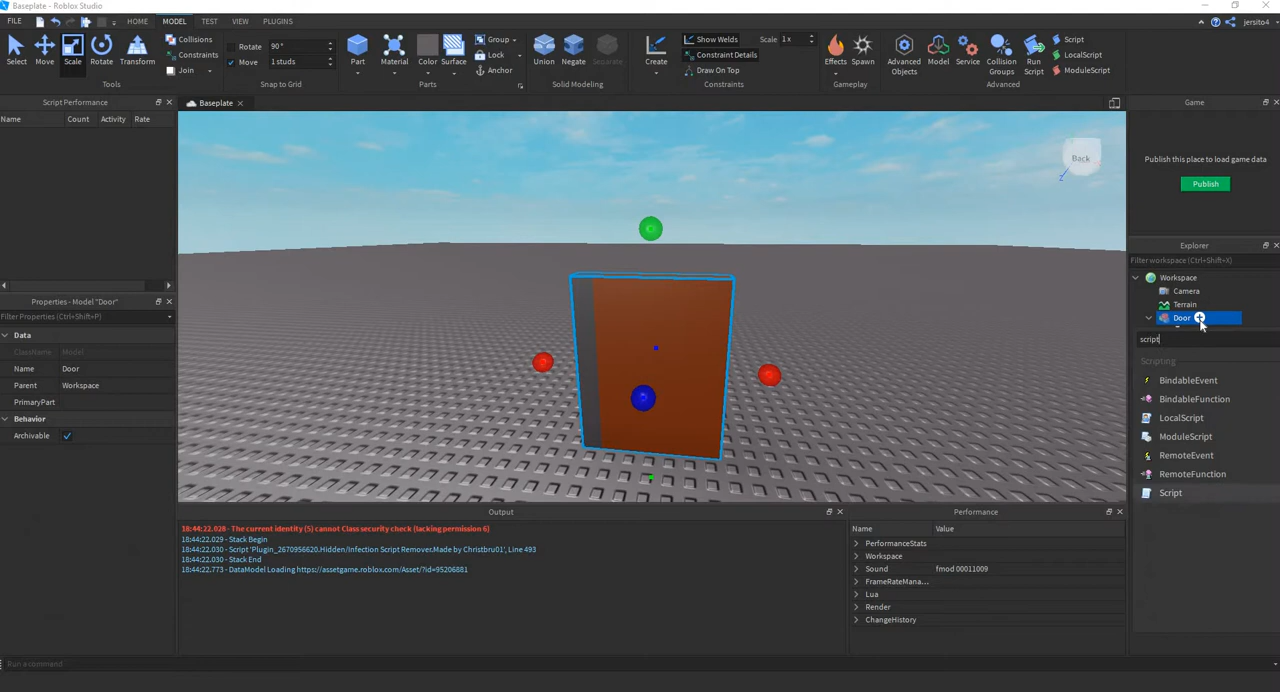 Baseplate - Roblox Studio
FILE HOME MODEL TEST VIEW PLUGINS jersito4
Select Move Scale Rotate Transform
Collisions
Constraints
Join
Tools
Rotate 90°
Move 1 studs
Snap to Grid
Part Material Color Surface
Group
Lock
Anchor
Parts
Union Negate Separate
Solid Modeling
Create
Show Welds Scale 1 x
Constraint Details
Draw On Top
Constraints
Effects Spawn
Gameplay
Advanced Objects
Model
Service
Collision Groups
Run Script
Script
LocalScript
ModuleScript
Advanced
Script Performance
Name Count Activity Rate
Properties - Model "Door"
Filter Properties (Ctrl+Shift+P)
Data
ClassName Model
Name Door
Parent Workspace
PrimaryPart
Behavior
Archivable
Baseplate
Back
Z
Output
18:44:22.028 - The current identity (5) cannot Class security check (lacking permission 6)
18:44:22.029 - Stack Begin
18:44:22.030 - Script 'Plugin_2670956620.Hidden/Infection Script Remover.Made by Christbru01', Line 493
18:44:22.030 - Stack End
18:44:22.773 - DataModel Loading https://assetgame.roblox.com/Asset/?id=95206881
Performance
Name Value
PerformanceStats
Workspace
Sound fmod 00011009
FrameRateMana...
Lua
Render
ChangeHistory
Game
Publish this place to load game data
Publish
Explorer
Filter workspace (Ctrl+Shift+X)
Workspace
Camera
Terrain
Door
script
Scripting
BindableEvent
BindableFunction
LocalScript
ModuleScript
RemoteEvent
RemoteFunction
Script
Run a command